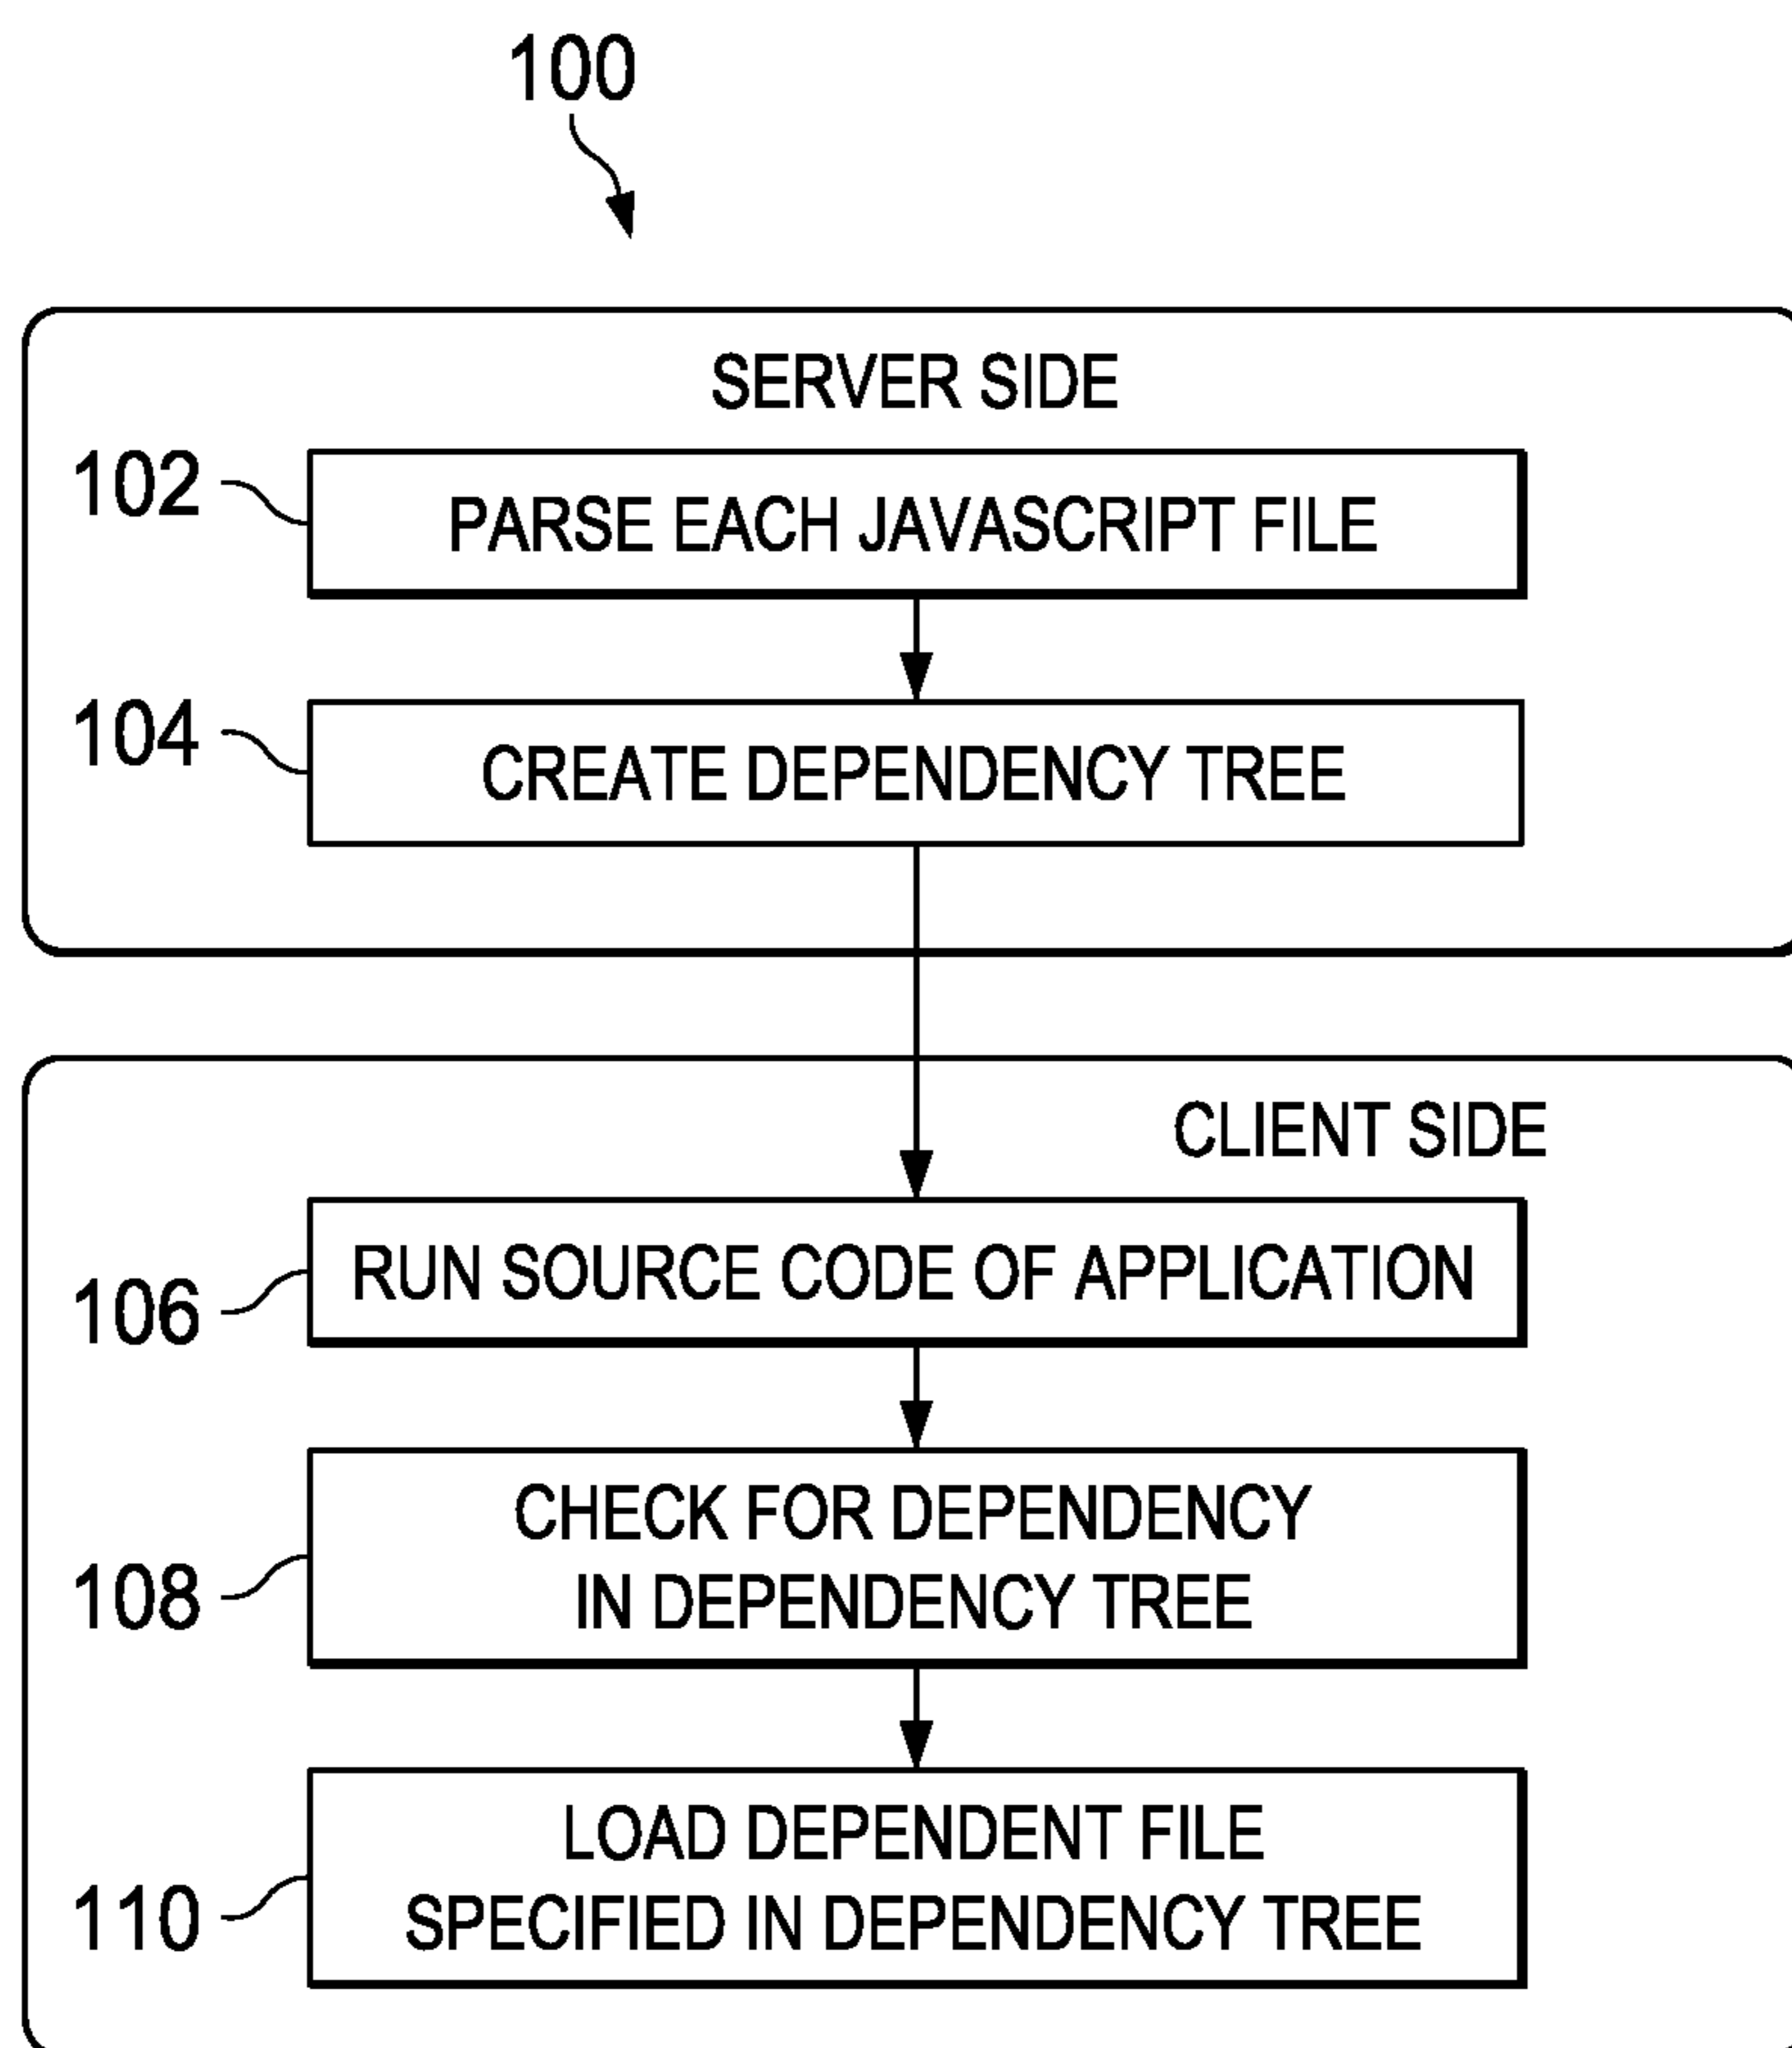 100
SERVER SIDE
102
PARSE EACH JAVASCRIPT FILE
104
CREATE DEPENDENCY TREE
CLIENT SIDE
106
RUN SOURCE CODE OF APPLICATION
108
CHECK FOR DEPENDENCY
IN DEPENDENCY TREE
110
LOAD DEPENDENT FILE
SPECIFIED IN DEPENDENCY TREE